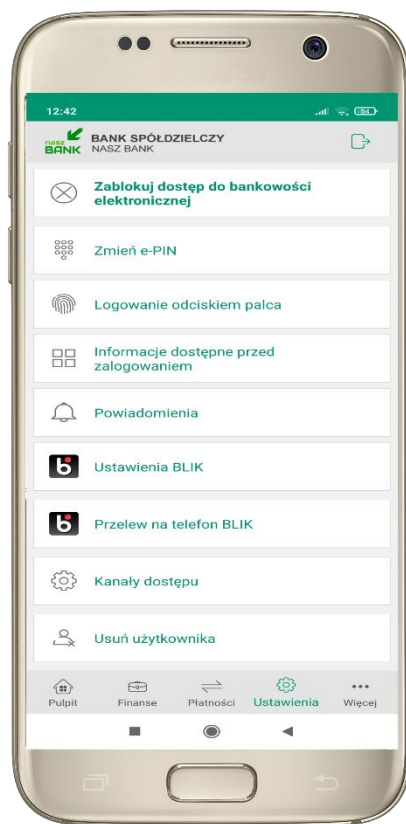 12:42
54
nasz
BANK
BANK SPÓŁDZIELCZY
NASZ BANK
Zablokuj dostęp do bankowości
elektronicznej
Zmień e-PIN
Logowanie odciskiem palca
Informacje dostępne przed
zalogowaniem
Powiadomienia
Ustawienia BLIK
Przelew na telefon BLIK
Kanały dostępu
Usuń użytkownika
Pulpit Finanse Płatności Ustawienia Więcej